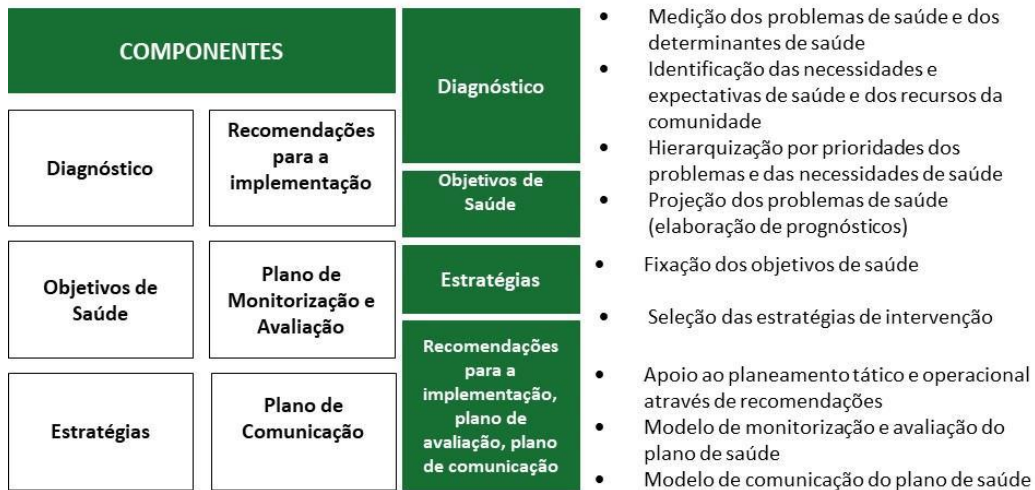 COMPONENTES
Diagnóstico
Recomendações
para a
implementação
Objetivos de
Saúde
Plano de
Monitorização e
Avaliação
Estratégias
Plano de
Comunicação
Diagnóstico
Objetivos de
Saúde
Estratégias
Recomendações
para a
implementação,
plano de
avaliação, plano
de comunicação
• Medição dos problemas de saúde e dos
determinantes de saúde
• Identificação das necessidades e
expectativas de saúde e dos recursos da
comunidade
• Hierarquização por prioridades dos
problemas e das necessidades de saúde
• Projeção dos problemas de saúde
(elaboração de prognósticos)
• Fixação dos objetivos de saúde
• Seleção das estratégias de intervenção
• Apoio ao planeamento tático e operacional
através de recomendações
• Modelo de monitorização e avaliação do
plano de saúde
• Modelo de comunicação do plano de saúde